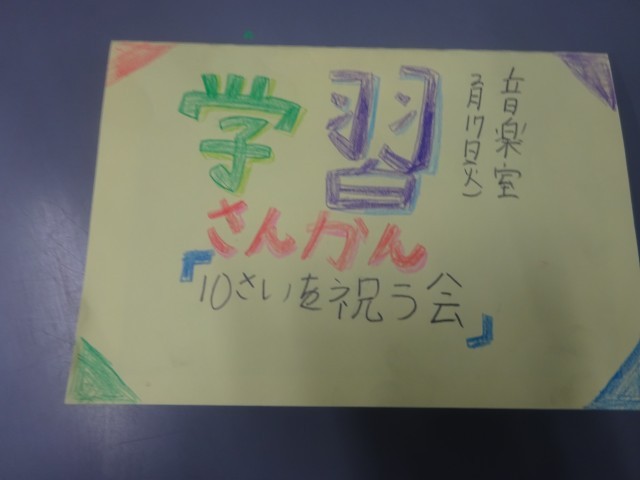 音楽室
2月17日(火)
学習
さんかん
『10さいを祝う会』